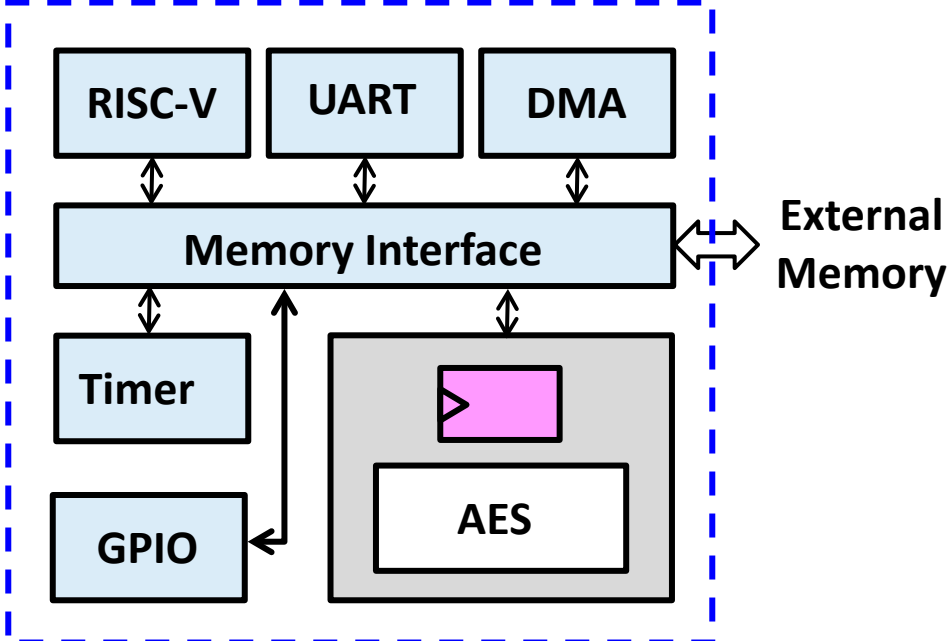 RISC-V
UART
DMA
Memory Interface
External
Memory
Timer
GPIO
AES